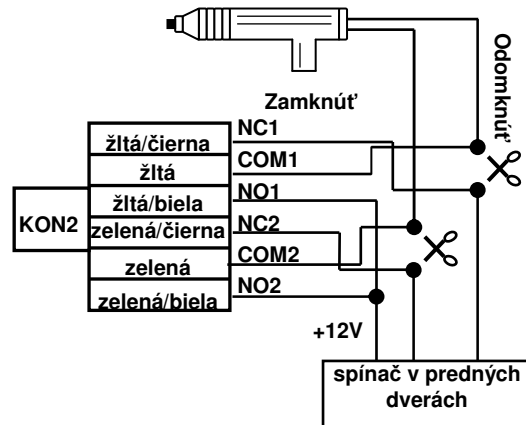 Zamknúť
Odomknúť
KON2
žltá/čierna NC1
žltá COM1
žltá/biela NO1
zelená/čierna NC2
zelená COM2
zelená/biela NO2
+12V
spínač v predných
dverách